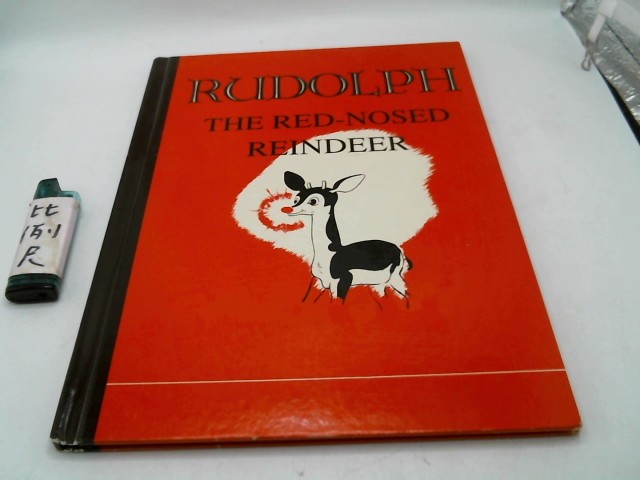 RUDOLPH
THE RED-NOSED
REINDEER
比
例
尺